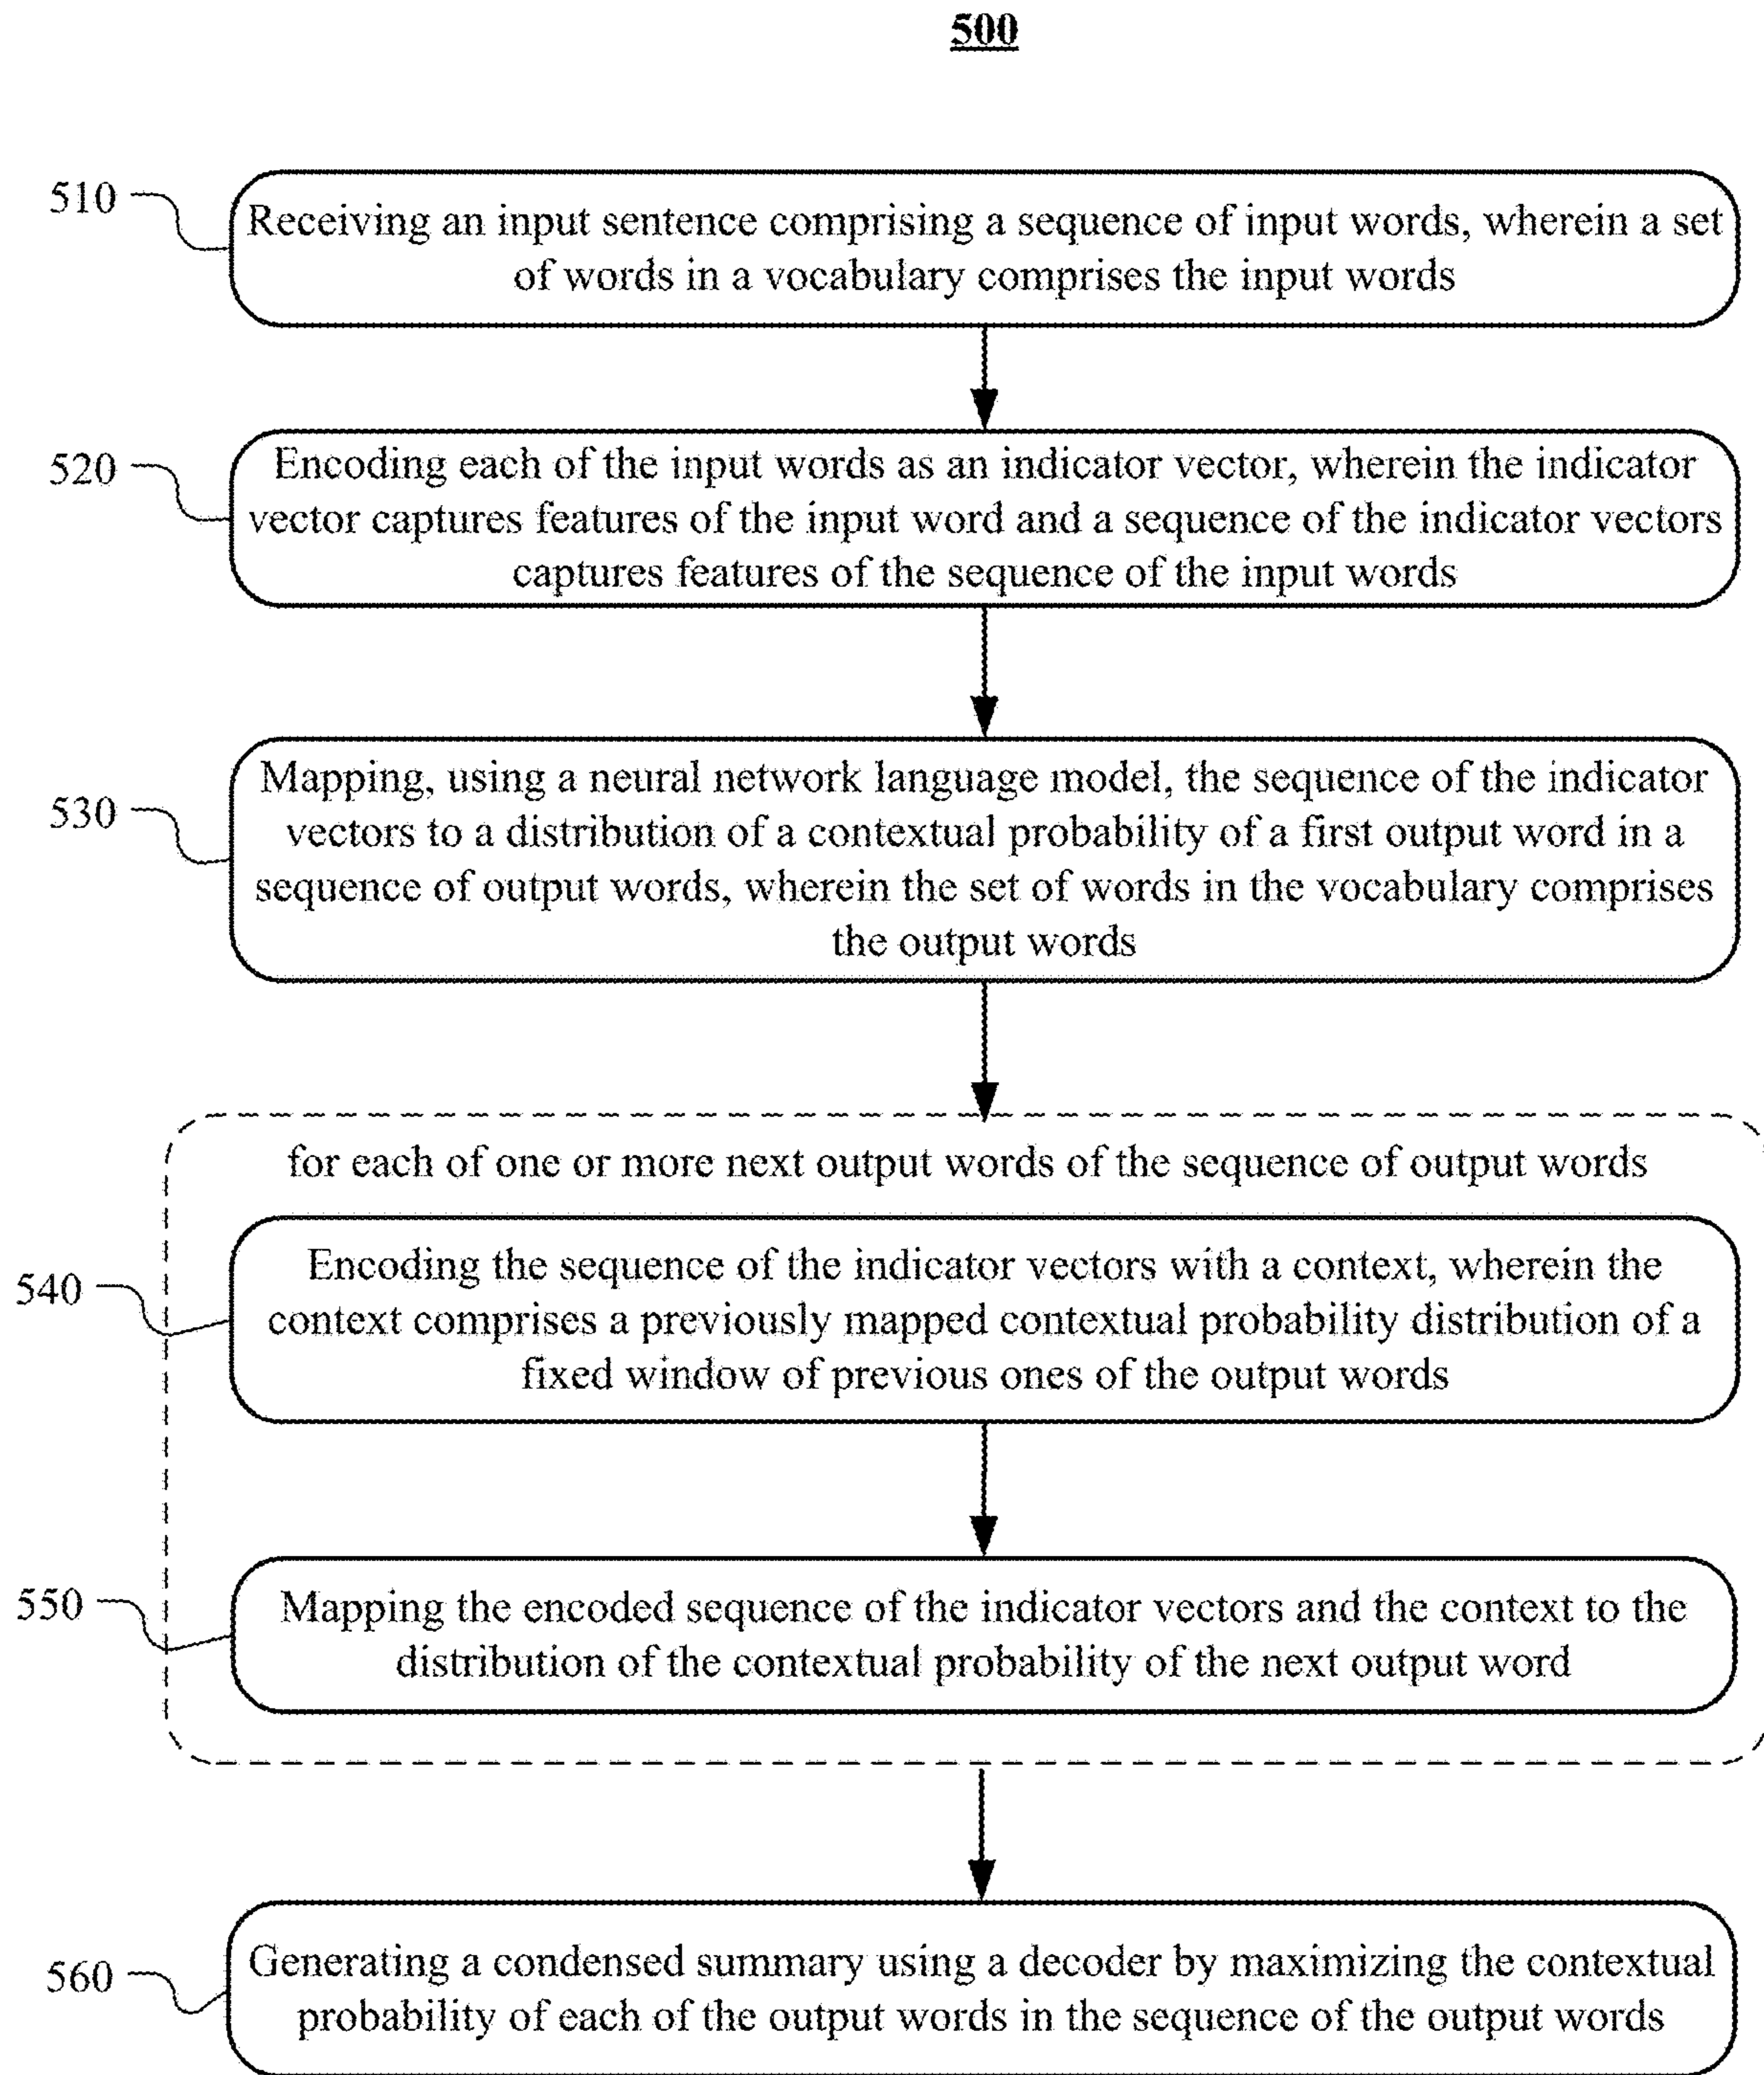 500
510
Receiving an input sentence comprising a sequence of input words, wherein a set
of words in a vocabulary comprises the input words
520
Encoding each of the input words as an indicator vector, wherein the indicator
vector captures features of the input word and a sequence of the indicator vectors
captures features of the sequence of the input words
530
Mapping, using a neural network language model, the sequence of the indicator
vectors to a distribution of a contextual probability of a first output word in a
sequence of output words, wherein the set of words in the vocabulary comprises
the output words
for each of one or more next output words of the sequence of output words
540
Encoding the sequence of the indicator vectors with a context, wherein the
context comprises a previously mapped contextual probability distribution of a
fixed window of previous ones of the output words
550
Mapping the encoded sequence of the indicator vectors and the context to the
distribution of the contextual probability of the next output word
560
Generating a condensed summary using a decoder by maximizing the contextual
probability of each of the output words in the sequence of the output words